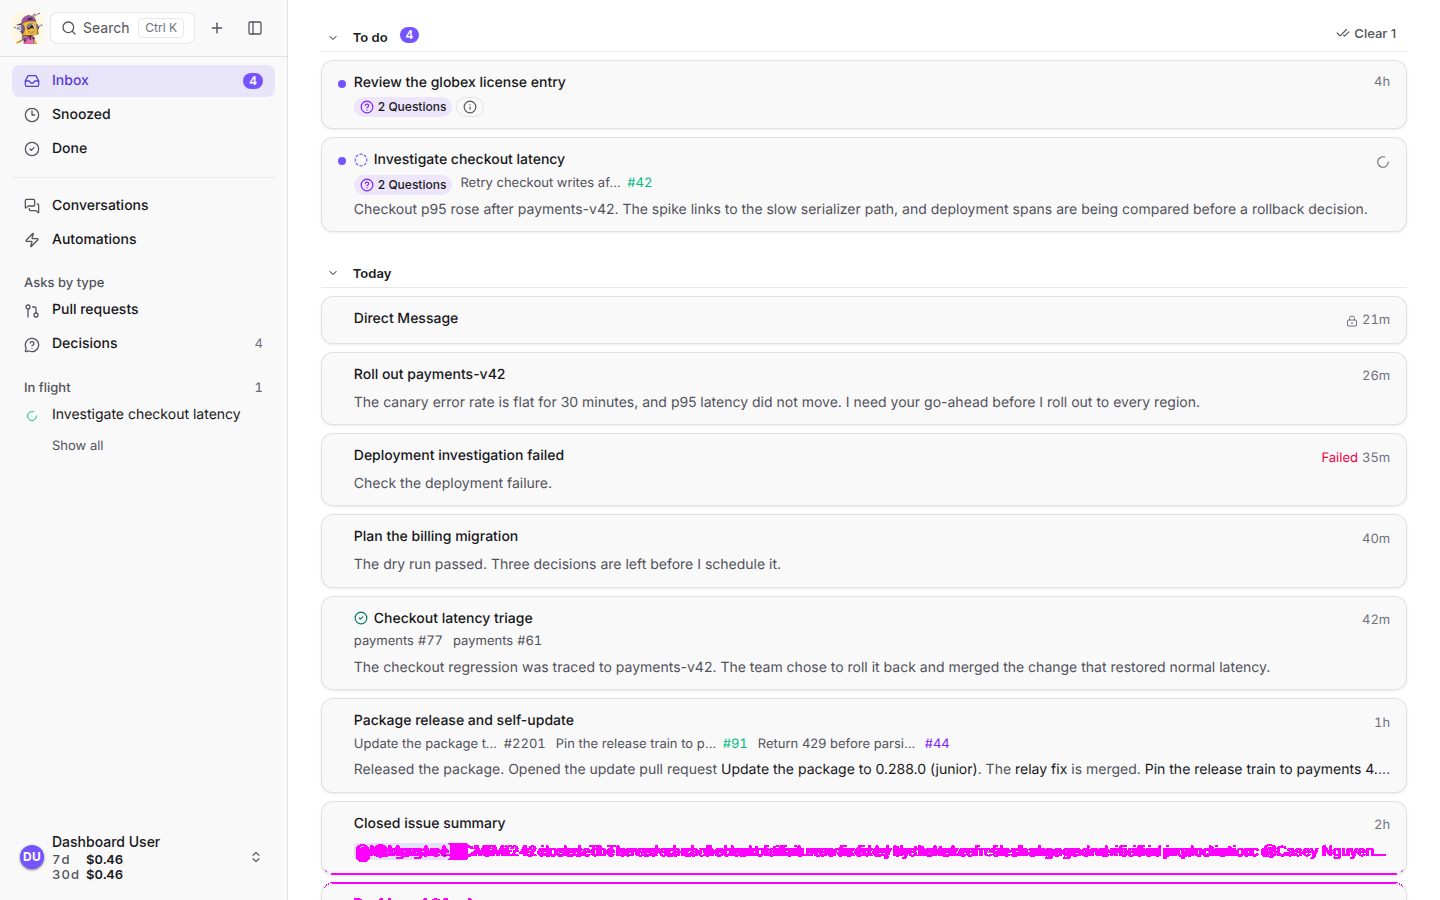 Search Ctrl K
Inbox 4
Snoozed
Done
Conversations
Automations
Asks by type
Pull requests
Decisions 4
In flight 1
Investigate checkout latency
Show all
DU Dashboard User
7d $0.46
30d $0.46
To do 4 Clear 1
Review the globex license entry 4h
2 Questions
Investigate checkout latency
2 Questions Retry checkout writes af... #42
Checkout p95 rose after payments-v42. The spike links to the slow serializer path, and deployment spans are being compared before a rollback decision.
Today
Direct Message 21m
Roll out payments-v42 26m
The canary error rate is flat for 30 minutes, and p95 latency did not move. I need your go-ahead before I roll out to every region.
Deployment investigation failed Failed 35m
Check the deployment failure.
Plan the billing migration 40m
The dry run passed. Three decisions are left before I schedule it.
Checkout latency triage 42m
payments #77 payments #61
The checkout regression was traced to payments-v42. The team chose to roll it back and merged the change that restored normal latency.
Package release and self-update 1h
Update the package t... #2201 Pin the release train to p... #91 Return 429 before parsi... #44
Released the package. Opened the update pull request Update the package to 0.288.0 (junior). The relay fix is merged. Pin the release train to payments 4....
Closed issue summary 2h
@Casey Nguyen...